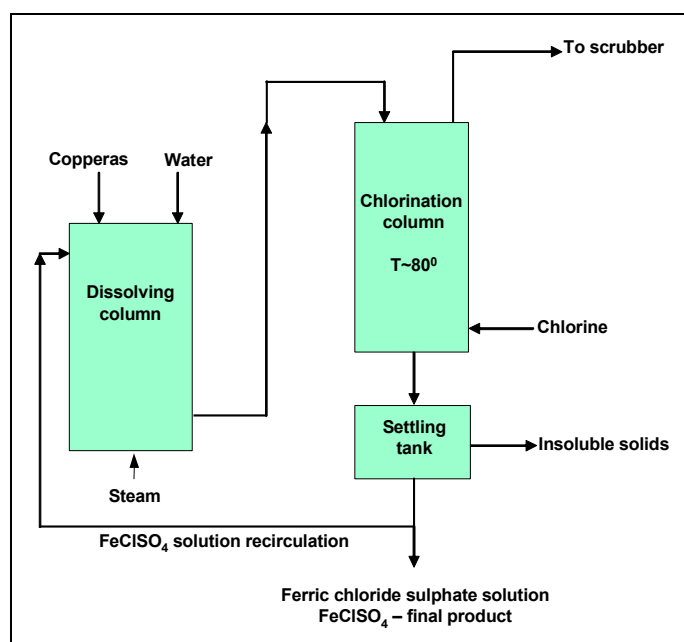 To scrubber
Copperas
Water
Chlorination
column
T~80⁰
Dissolving
column
Chlorine
Settling
tank
Insoluble solids
Steam
FeClSO₄ solution recirculation
Ferric chloride sulphate solution
FeClSO₄ – final product